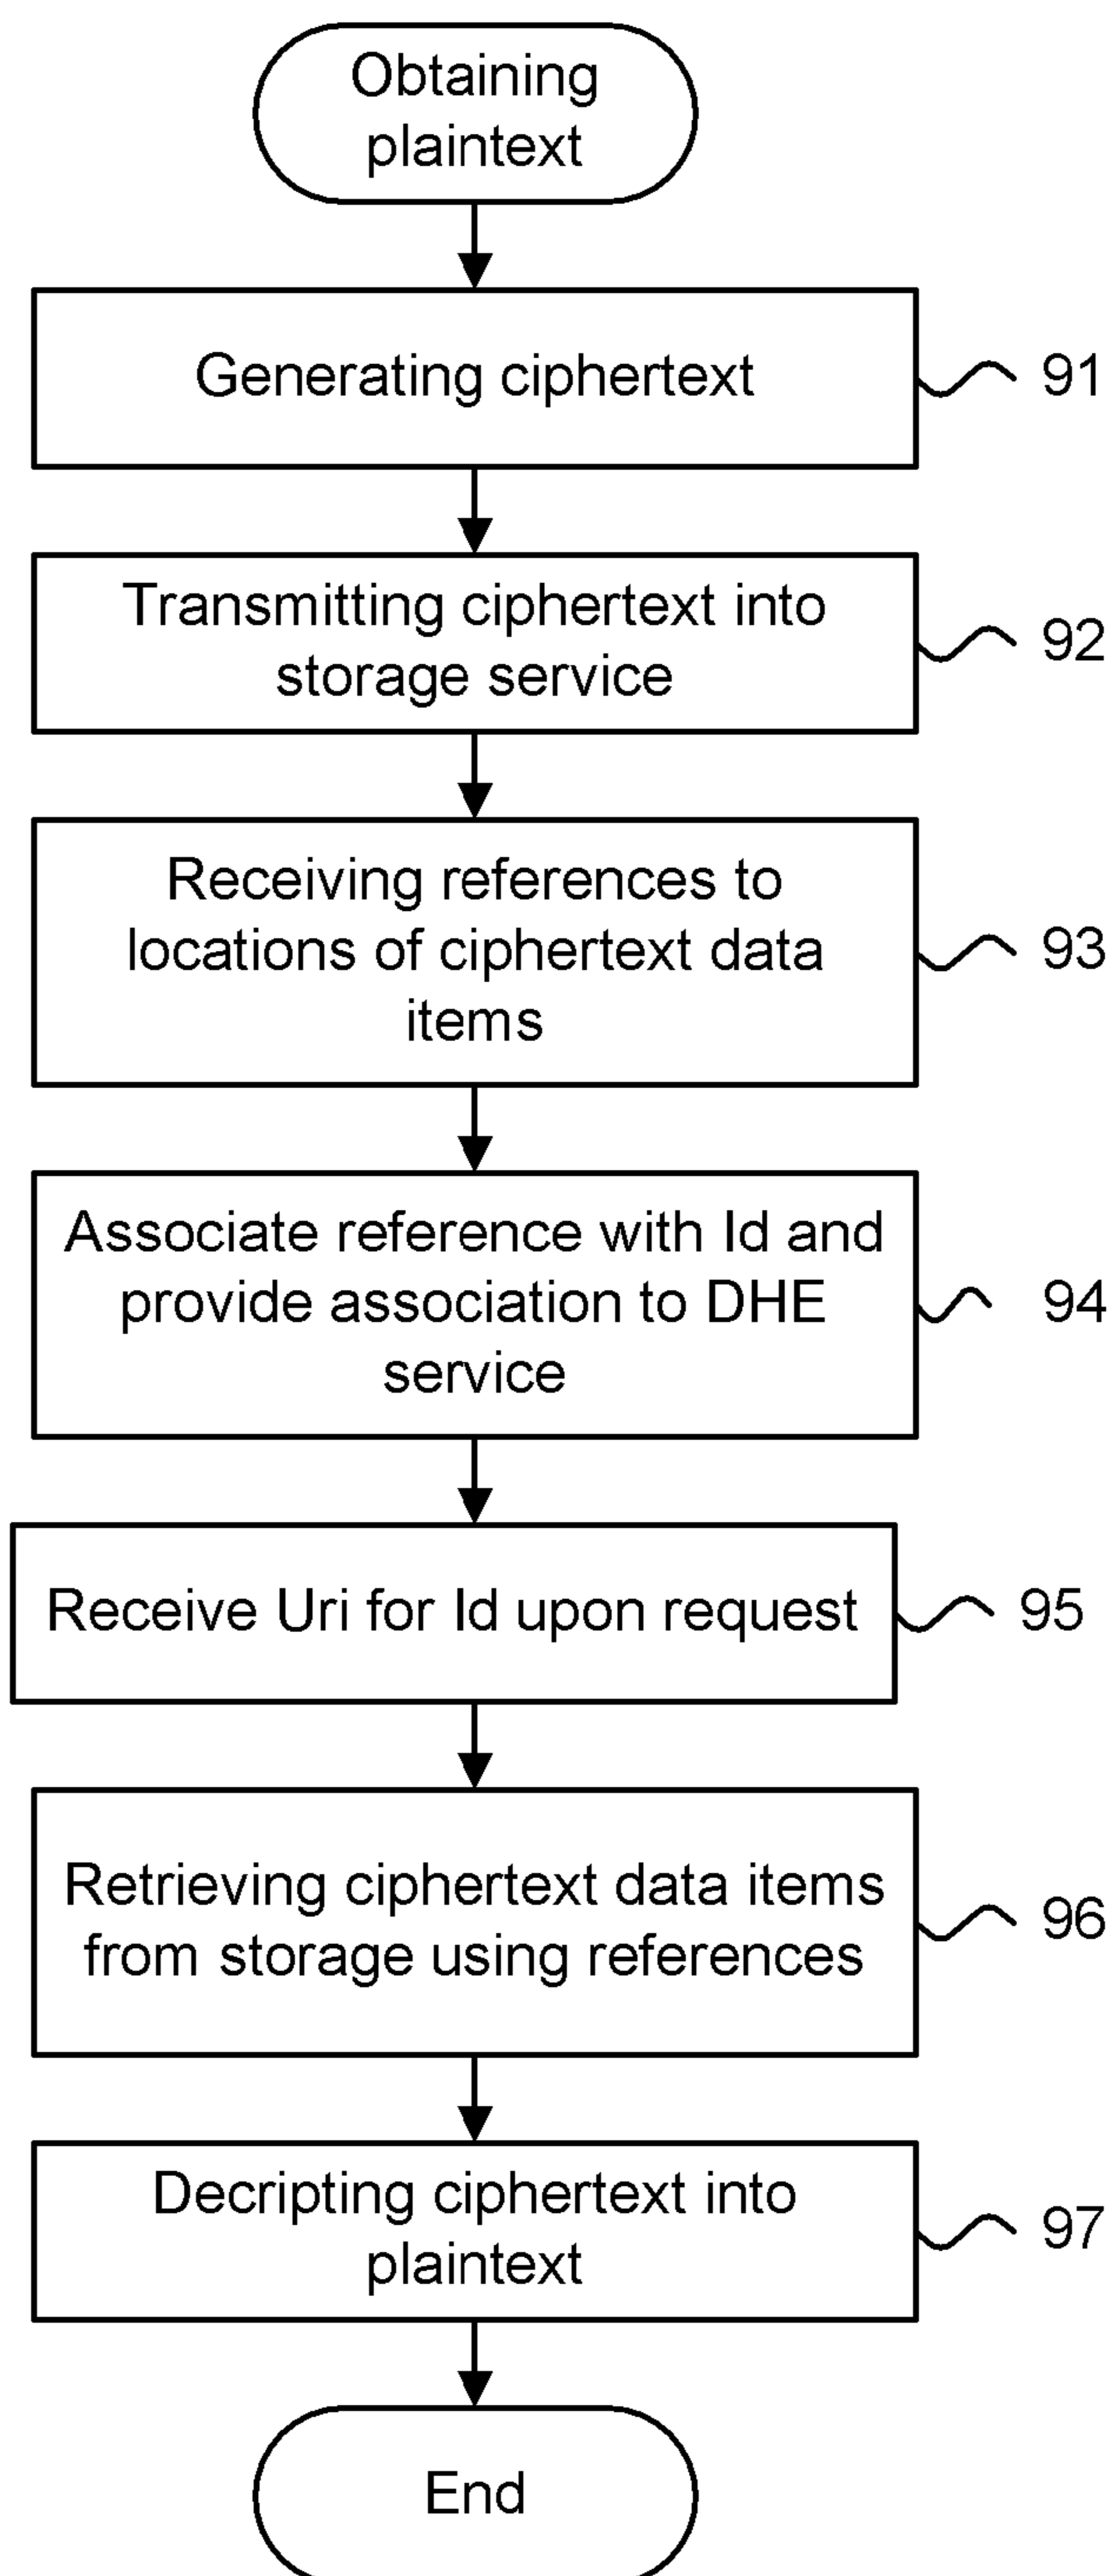 Obtaining
plaintext
Generating ciphertext
91
Transmitting ciphertext into
storage service
92
Receiving references to
locations of ciphertext data
items
93
Associate reference with Id and
provide association to DHE
service
94
Receive Uri for Id upon request
95
Retrieving ciphertext data items
from storage using references
96
Decripting ciphertext into
plaintext
97
End